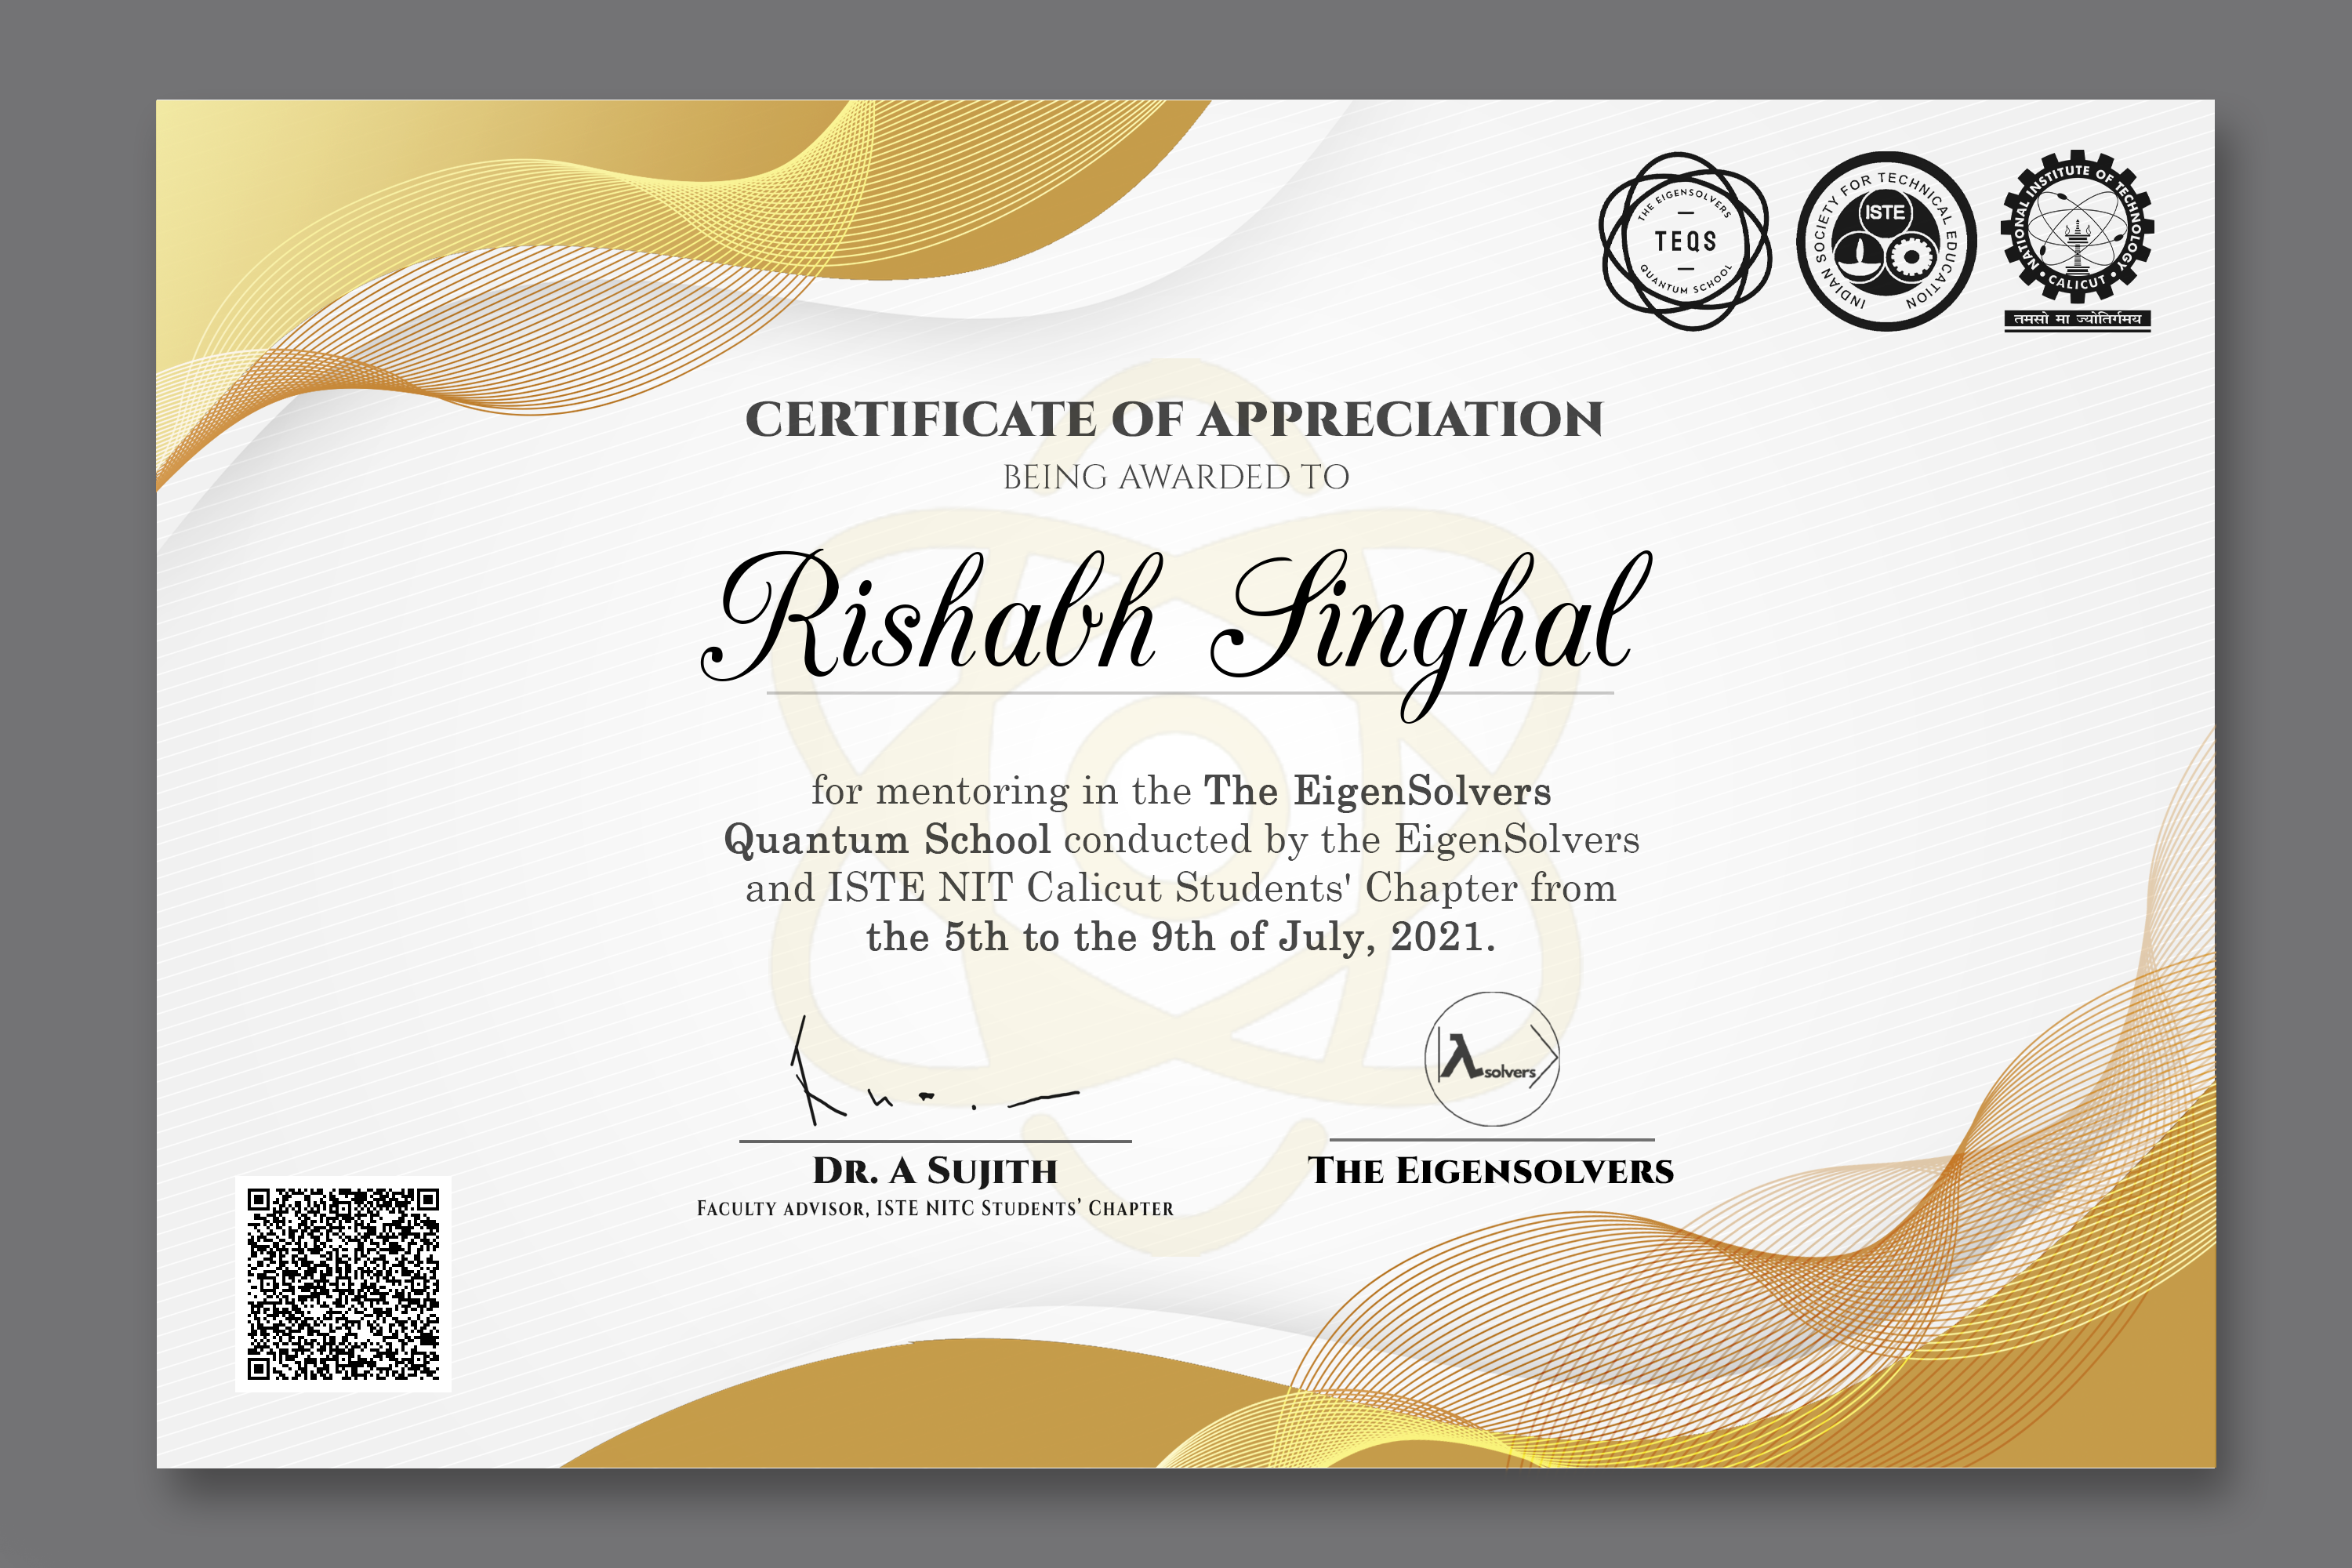 THE EIGENSOLVERS
TEQS
QUANTUM SCHOOL
INDIAN SOCIETY FOR TECHNICAL EDUCATION
ISTE
NATIONAL INSTITUTE OF TECHNOLOGY
• CALICUT •
तमसो मा ज्योतिर्गमय
CERTIFICATE OF APPRECIATION
BEING AWARDED TO
Rishabh Singhal
for mentoring in the The EigenSolvers
Quantum School conducted by the EigenSolvers
and ISTE NIT Calicut Students' Chapter from
the 5th to the 9th of July, 2021.
|λsolvers⟩
Dr. A Sujith
Faculty advisor, ISTE NITC Students’ Chapter
The Eigensolvers